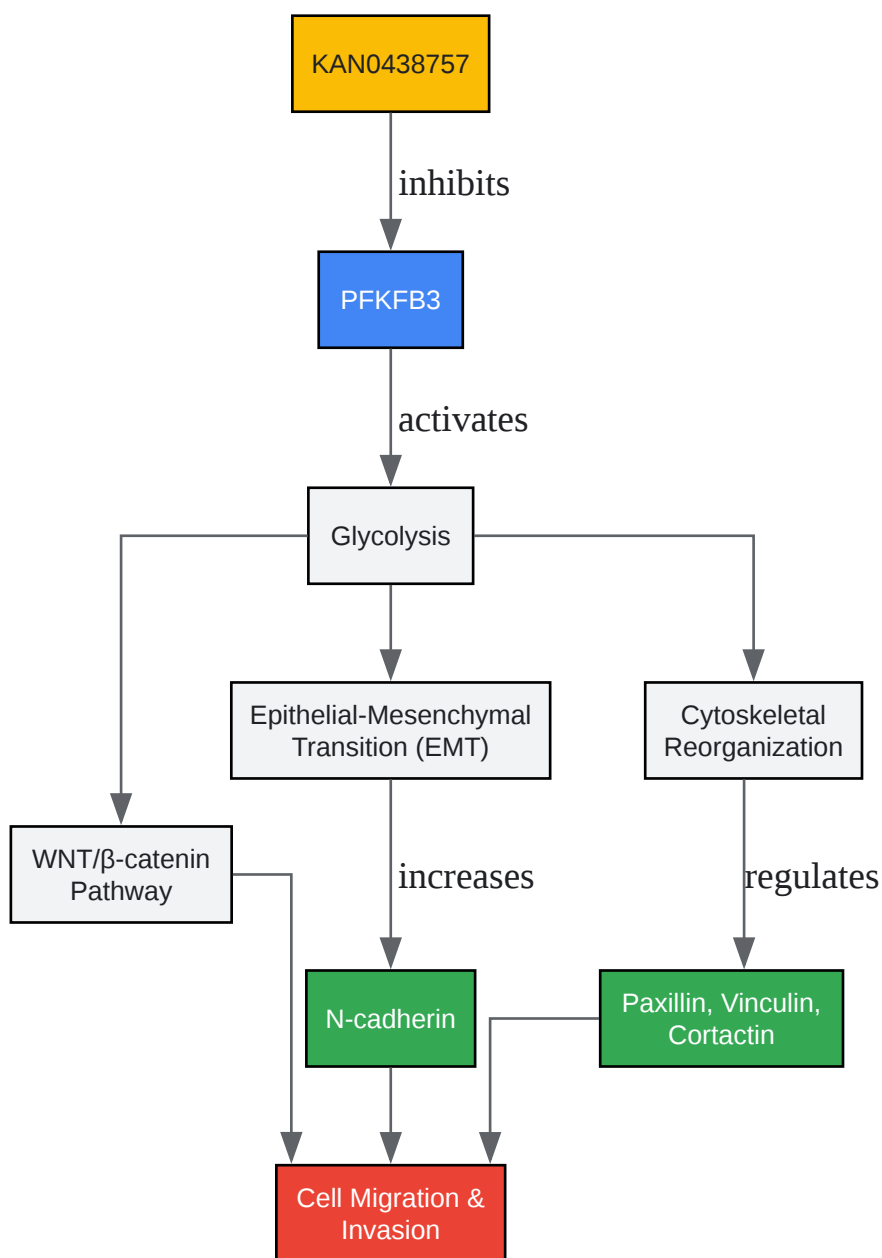 KAN0438757
inhibits
PFKFB3
activates
Glycolysis
Epithelial-Mesenchymal
Transition (EMT)
Cytoskeletal
Reorganization
WNT/β-catenin
Pathway
increases
regulates
N-cadherin
Paxillin, Vinculin,
Cortactin
Cell Migration &
Invasion